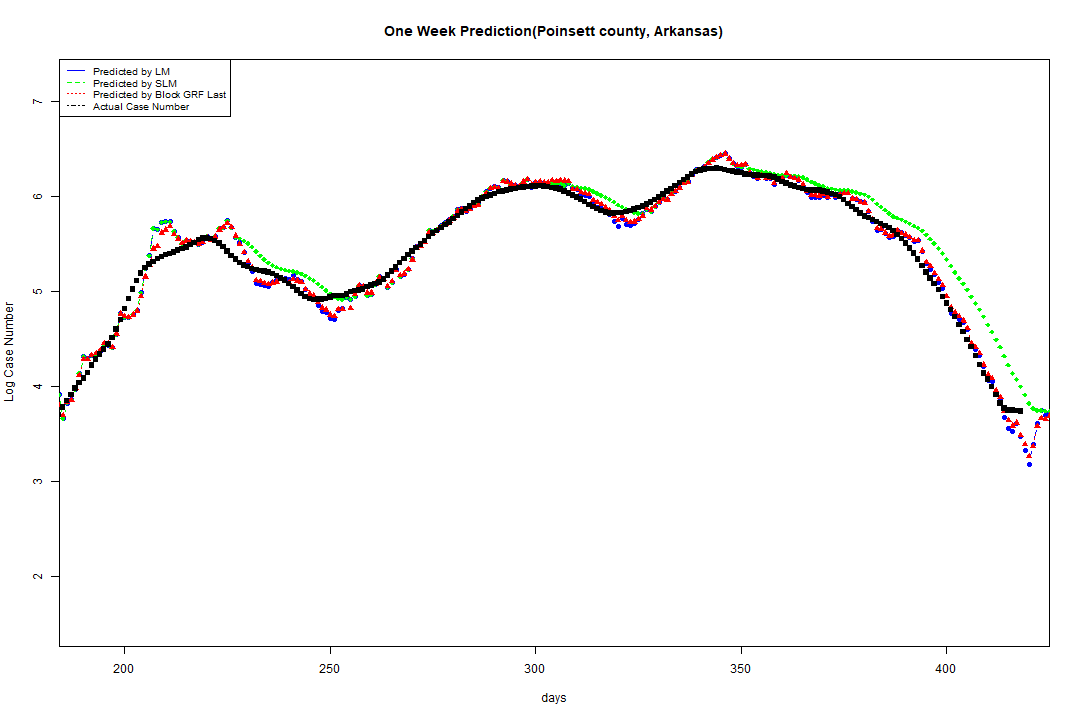 One Week Prediction(Poinsett county, Arkansas)
Predicted by LM
Predicted by SLM
Predicted by Block GRF Last
Actual Case Number
7
6
5
4
3
2
Log Case Number
200 250 300 350 400
days